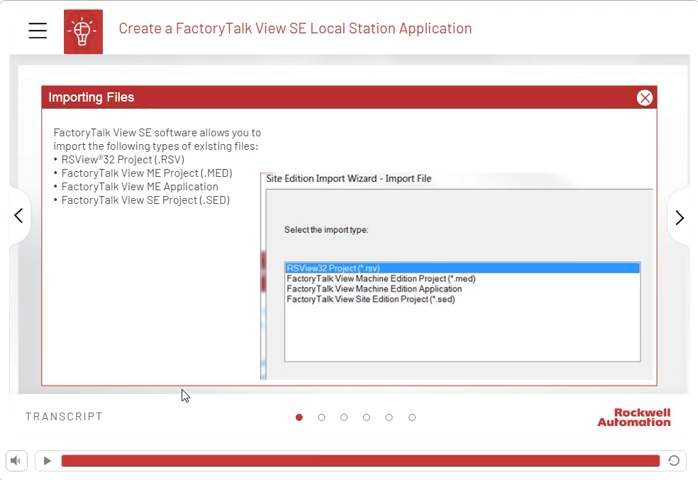 Create a FactoryTalk View SE Local Station Application
Importing Files
FactoryTalk View SE software allows you to
import the following types of existing files:
• RSView®32 Project (.RSV)
• FactoryTalk View ME Project (.MED)
• FactoryTalk View ME Application
• FactoryTalk View SE Project (.SED)
Site Edition Import Wizard - Import File
Select the import type:
RSView32 Project (*.rsv)
FactoryTalk View Machine Edition Project (*.med)
FactoryTalk View Machine Edition Application
FactoryTalk View Site Edition Project (*.sed)
TRANSCRIPT
Rockwell
Automation